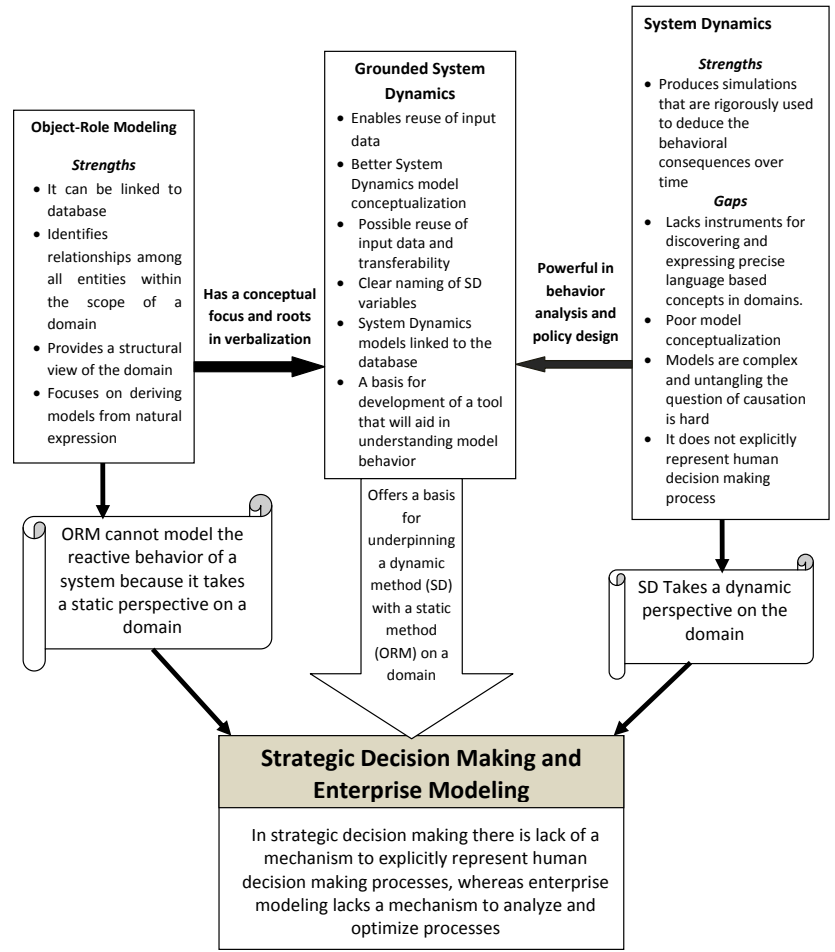 Object-Role Modeling
Strengths
• It can be linked to
database
• Identifies
relationships among
all entities within
the scope of a
domain
• Provides a structural
view of the domain
• Focuses on deriving
models from natural
expression
Has a conceptual
focus and roots
in verbalization
Grounded System
Dynamics
• Enables reuse of input
data
• Better System
Dynamics model
conceptualization
• Possible reuse of
input data and
transferability
• Clear naming of SD
variables
• System Dynamics
models linked to the
database
• A basis for
development of a tool
that will aid in
understanding model
behavior
Powerful in
behavior
analysis and
policy design
System Dynamics
Strengths
• Produces simulations
that are rigorously used
to deduce the
behavioral
consequences over
time
Gaps
• Lacks instruments for
discovering and
expressing precise
language based
concepts in domains.
• Poor model
conceptualization
• Models are complex
and untangling the
question of causation
is hard
• It does not explicitly
represent human
decision making
process
ORM cannot model the
reactive behavior of a
system because it takes
a static perspective on a
domain
Offers a basis
for
underpinning
a dynamic
method (SD)
with a static
method
(ORM) on a
domain
SD Takes a dynamic
perspective on the
domain
Strategic Decision Making and
Enterprise Modeling
In strategic decision making there is lack of a
mechanism to explicitly represent human
decision making processes, whereas enterprise
modeling lacks a mechanism to analyze and
optimize processes